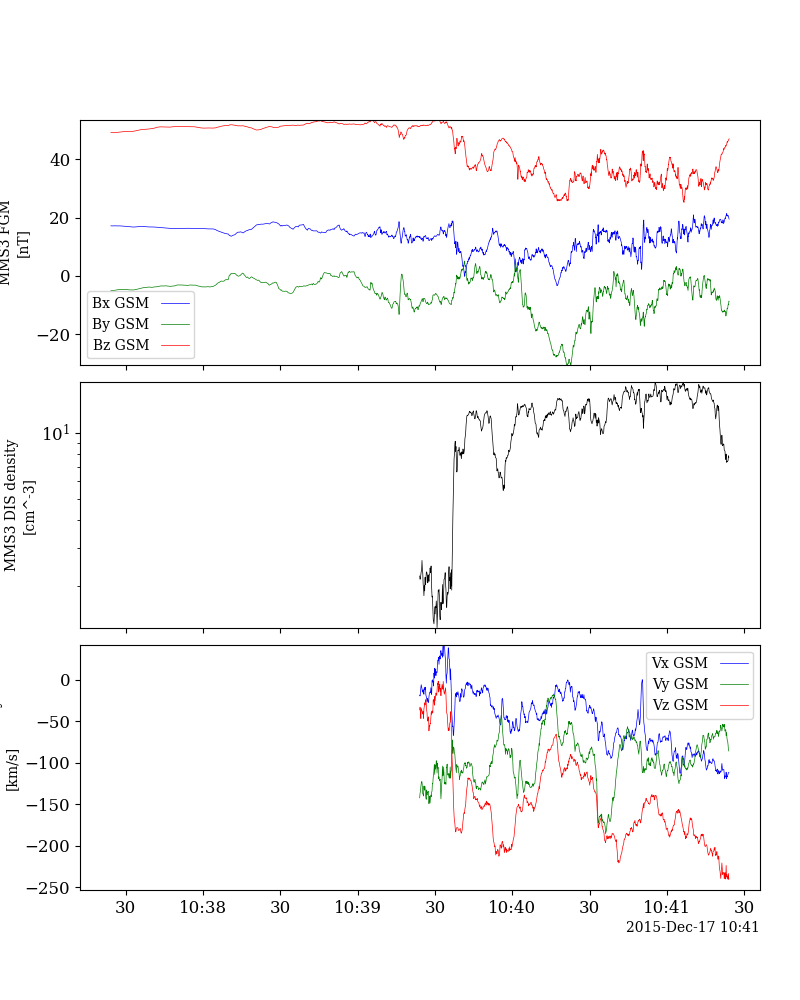 MMS3 FGM
[nT]
40
20
0
−20
Bx GSM
By GSM
Bz GSM
MMS3 DIS density
[cm^-3]
10^1
[km/s]
0
−50
−100
−150
−200
−250
Vx GSM
Vy GSM
Vz GSM
30 10:38 30 10:39 30 10:40 30 10:41 30
2015-Dec-17 10:41